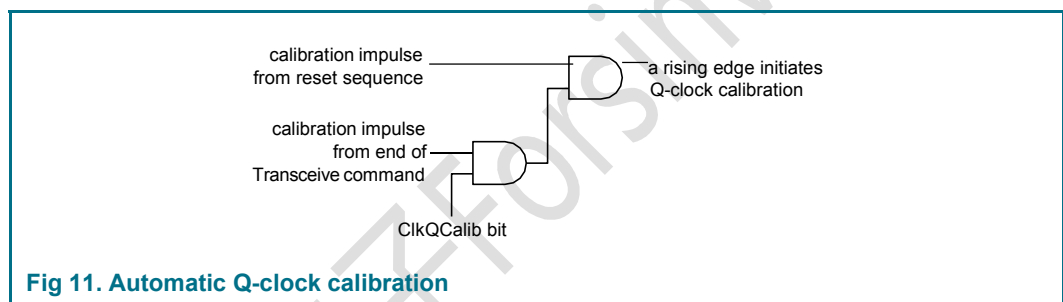 calibration impulse
from reset sequence
a rising edge initiates
Q-clock calibration
calibration impulse
from end of
Transceive command
ClkQCalib bit
Fig 11. Automatic Q-clock calibration